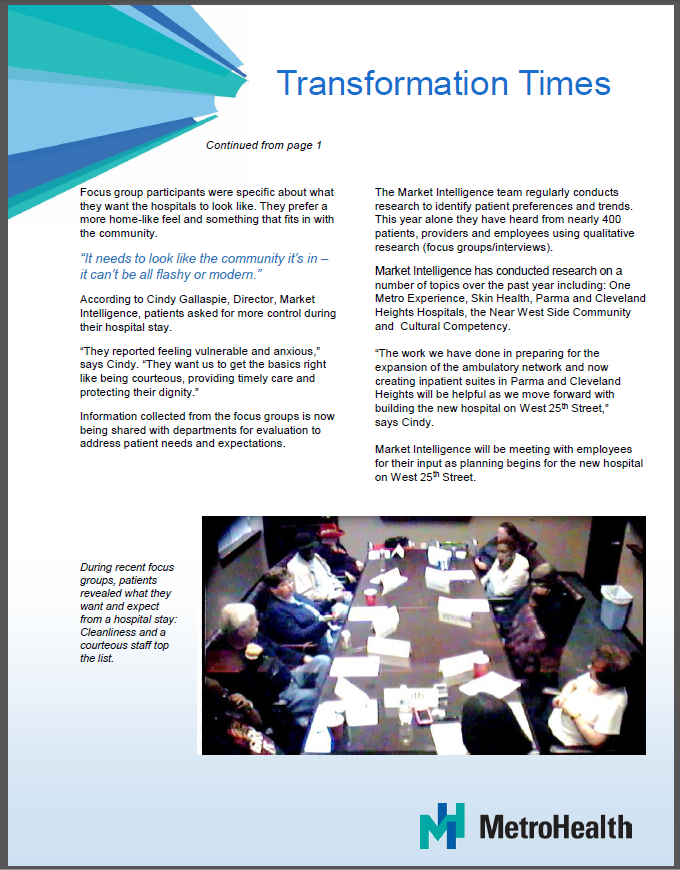 Transformation Times
Continued from page 1
Focus group participants were specific about what
they want the hospitals to look like. They prefer a
more home-like feel and something that fits in with
the community.
“It needs to look like the community it’s in –
it can’t be all flashy or modern.”
According to Cindy Gallaspie, Director, Market
Intelligence, patients asked for more control during
their hospital stay.
“They reported feeling vulnerable and anxious,”
says Cindy. “They want us to get the basics right
like being courteous, providing timely care and
protecting their dignity.”
Information collected from the focus groups is now
being shared with departments for evaluation to
address patient needs and expectations.
The Market Intelligence team regularly conducts
research to identify patient preferences and trends.
This year alone they have heard from nearly 400
patients, providers and employees using qualitative
research (focus groups/interviews).
Market Intelligence has conducted research on a
number of topics over the past year including: One
Metro Experience, Skin Health, Parma and Cleveland
Heights Hospitals, the Near West Side Community
and  Cultural Competency.
“The work we have done in preparing for the
expansion of the ambulatory network and now
creating inpatient suites in Parma and Cleveland
Heights will be helpful as we move forward with
building the new hospital on West 25th Street,”
says Cindy.
Market Intelligence will be meeting with employees
for their input as planning begins for the new hospital
on West 25th Street.
During recent focus
groups, patients
revealed what they
want and expect
from a hospital stay:
Cleanliness and a
courteous staff top
the list.
MetroHealth